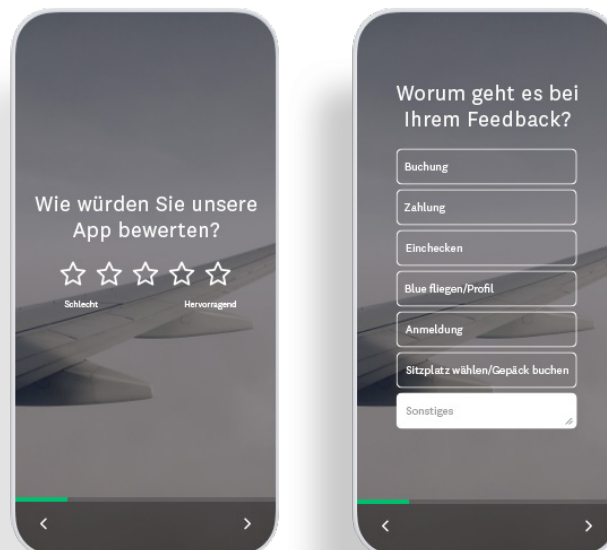 Wie würden Sie unsere
App bewerten?
Schlecht
Hervorragend
Worum geht es bei
Ihrem Feedback?
Buchung
Zahlung
Einchecken
Blue fliegen/Profil
Anmeldung
Sitzplatz wählen/Gepäck buchen
Sonstiges